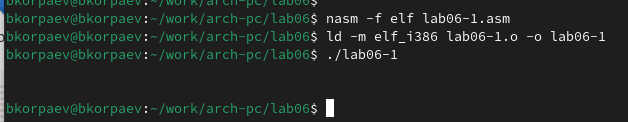 bkorpaev@bkorpaev:~/work/arch-pc/lab06$ nasm -f elf lab06-1.asm
bkorpaev@bkorpaev:~/work/arch-pc/lab06$ ld -m elf_i386 lab06-1.o -o lab06-1
bkorpaev@bkorpaev:~/work/arch-pc/lab06$ ./lab06-1
bkorpaev@bkorpaev:~/work/arch-pc/lab06$